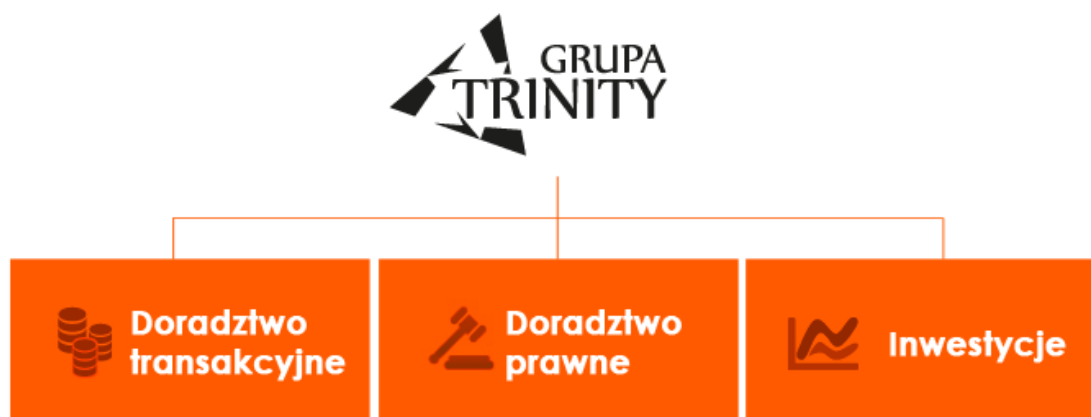 GRUPA
TRINITY
Doradztwo
transakcyjne
Doradztwo
prawne
Inwestycje